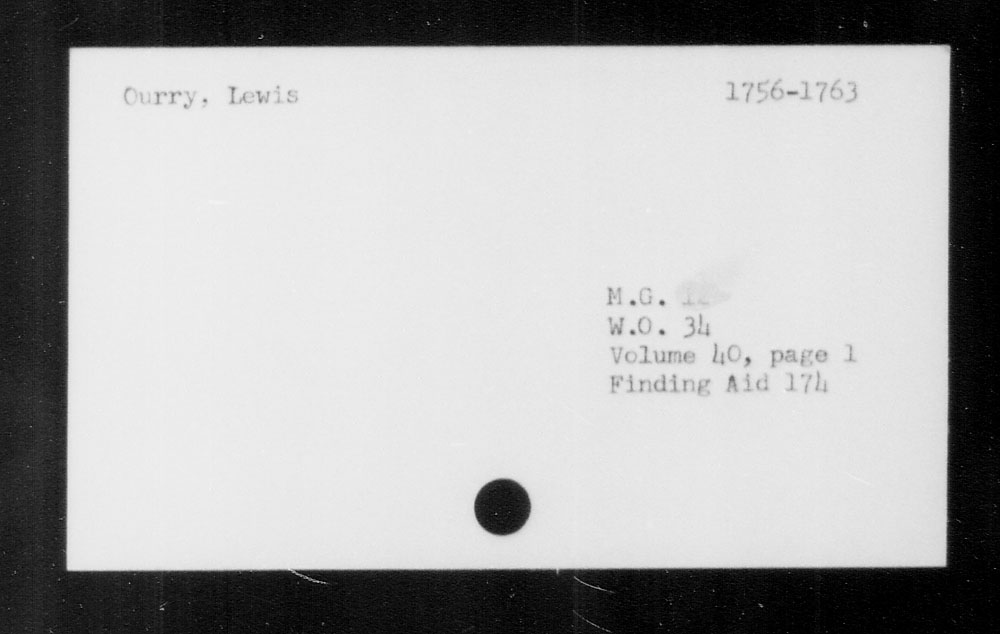 Ourry, Lewis 1756-1763
M.G.
W.O. 34
Volume 40, page 1
Finding Aid 174